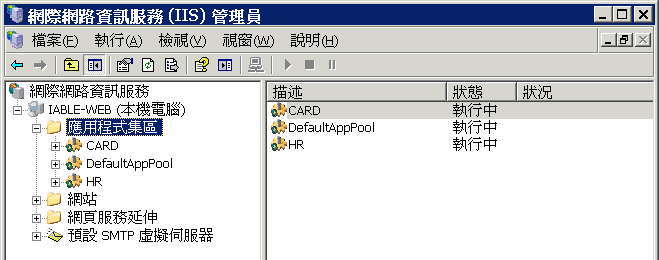 網際網路資訊服務 (IIS) 管理員
檔案(F) 執行(A) 檢視(V) 視窗(W) 說明(H)
網際網路資訊服務
IABLE-WEB (本機電腦)
應用程式集區
CARD
DefaultAppPool
HR
網站
網頁服務延伸
預設 SMTP 虛擬伺服器
描述 狀態 狀況
CARD 執行中
DefaultAppPool 執行中
HR 執行中